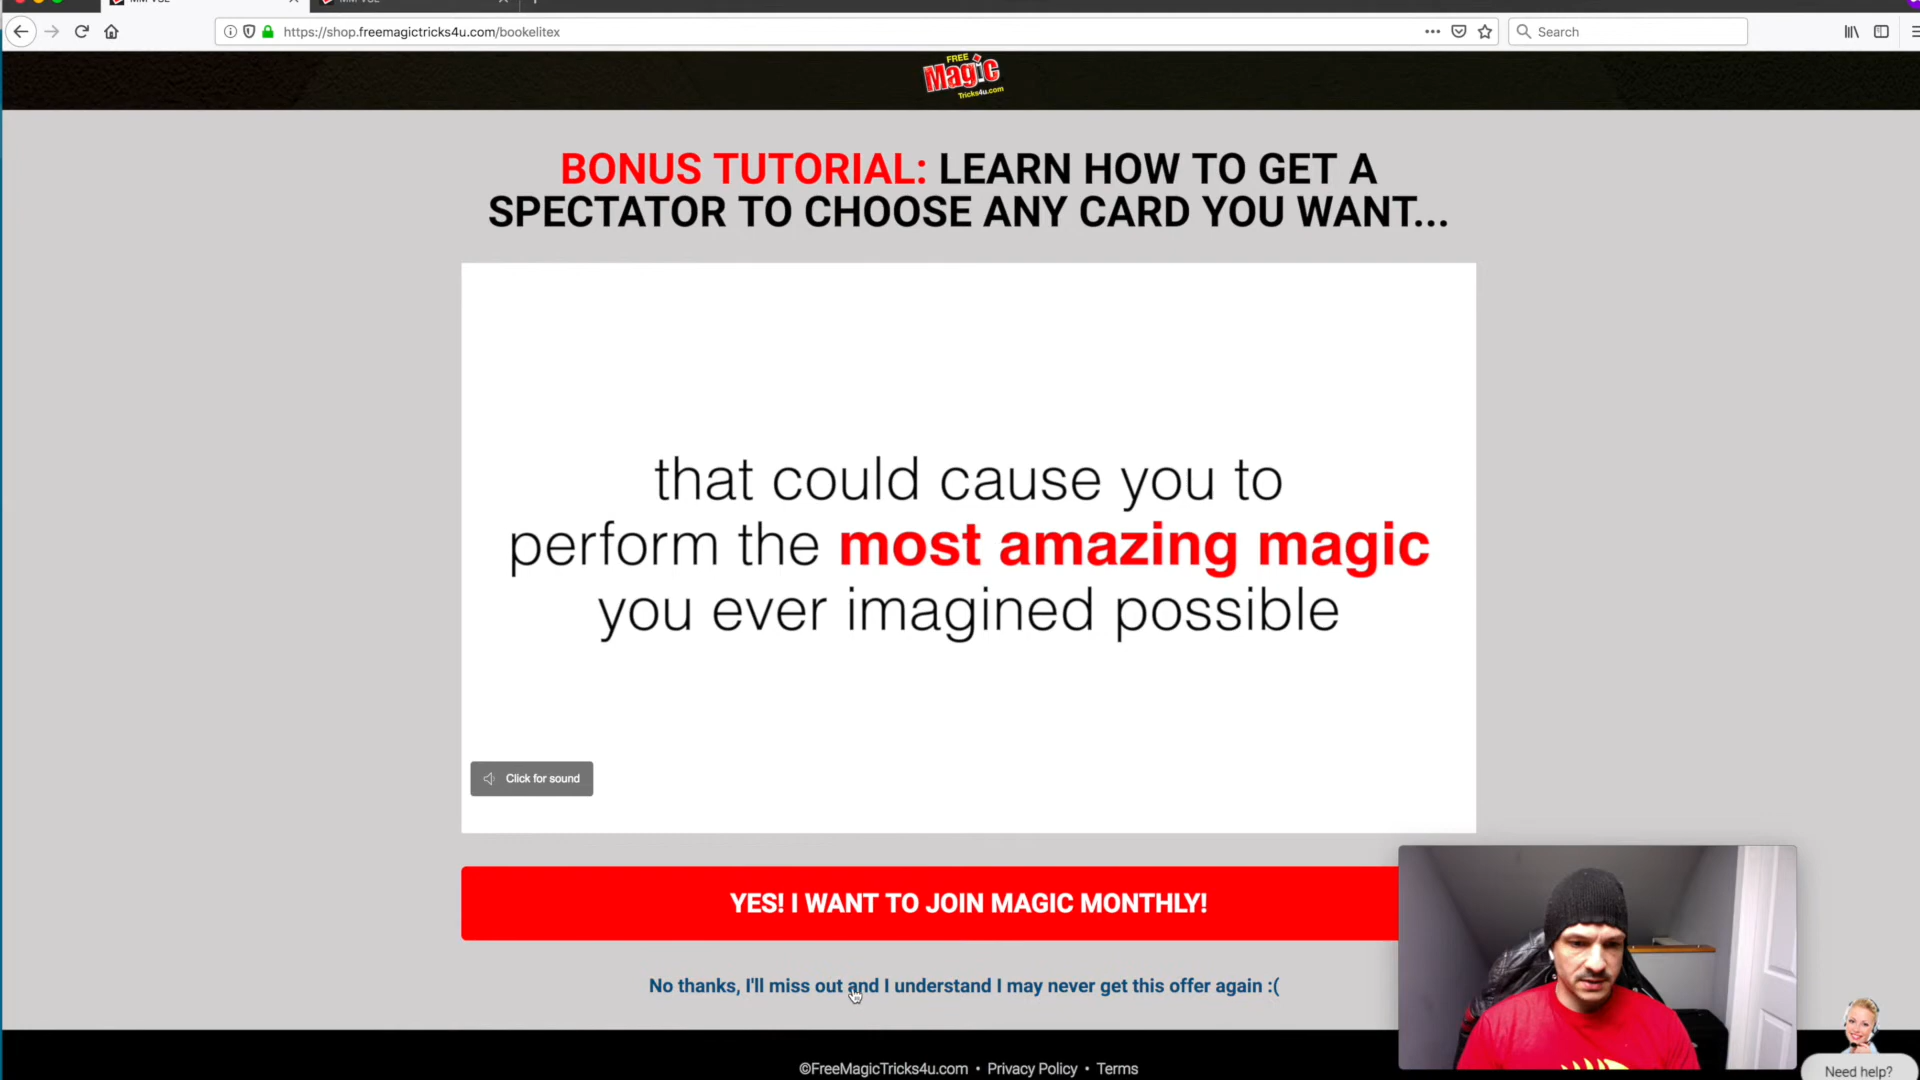 https://shop.freemagictricks4u.com/bookelitex
Search
FREE
Magic
Tricks4u.com
BONUS TUTORIAL: LEARN HOW TO GET A
SPECTATOR TO CHOOSE ANY CARD YOU WANT...
that could cause you to
perform the most amazing magic
you ever imagined possible
Click for sound
YES! I WANT TO JOIN MAGIC MONTHLY!
No thanks, I'll miss out and I understand I may never get this offer again :(
©FreeMagicTricks4u.com • Privacy Policy • Terms
Need help?